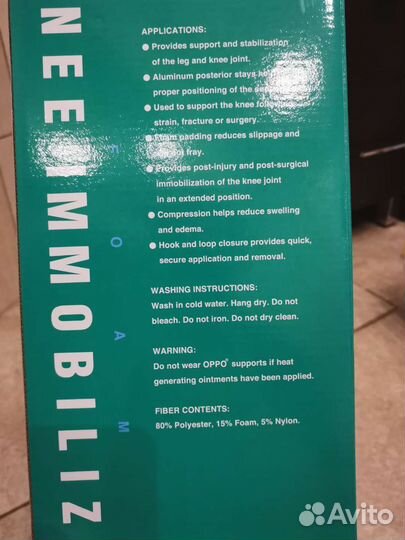 NEE IMMOBILIZ
FOAM
APPLICATIONS:
● Provides support and stabilization
of the leg and knee joint.
● Aluminum posterior stays
proper positioning of the
● Used to support the knee
strain, fracture or surgery.
● Foam padding reduces slippage and
not fray.
● Provides post-injury and post-surgical
immobilization of the knee joint
in an extended position.
● Compression helps reduce swelling
and edema.
● Hook and loop closure provides quick,
secure application and removal.
WASHING INSTRUCTIONS:
Wash in cold water. Hang dry. Do not
bleach. Do not iron. Do not dry clean.
WARNING:
Do not wear OPPO® supports if heat
generating ointments have been applied.
FIBER CONTENTS:
80% Polyester, 15% Foam, 5% Nylon.
Avito